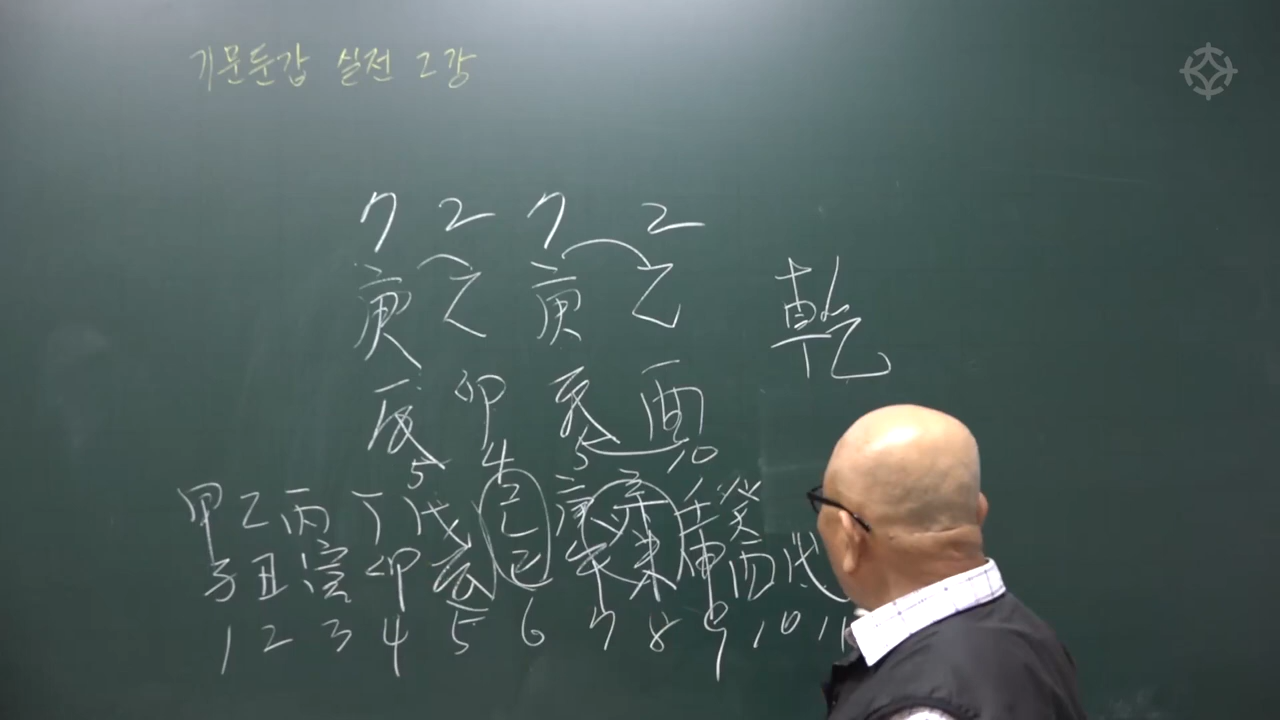 기문둔갑 실전 2강
7 2 7 2
庚 乙 庚 乙 乾
辰 卯 辰 酉
5 4 5 10
甲 乙 丙 丁 戊 己 庚 辛 壬 癸
子 丑 寅 卯 辰 巳 午 未 申 酉 戌
1 2 3 4 5 6 7 8 9 10 11